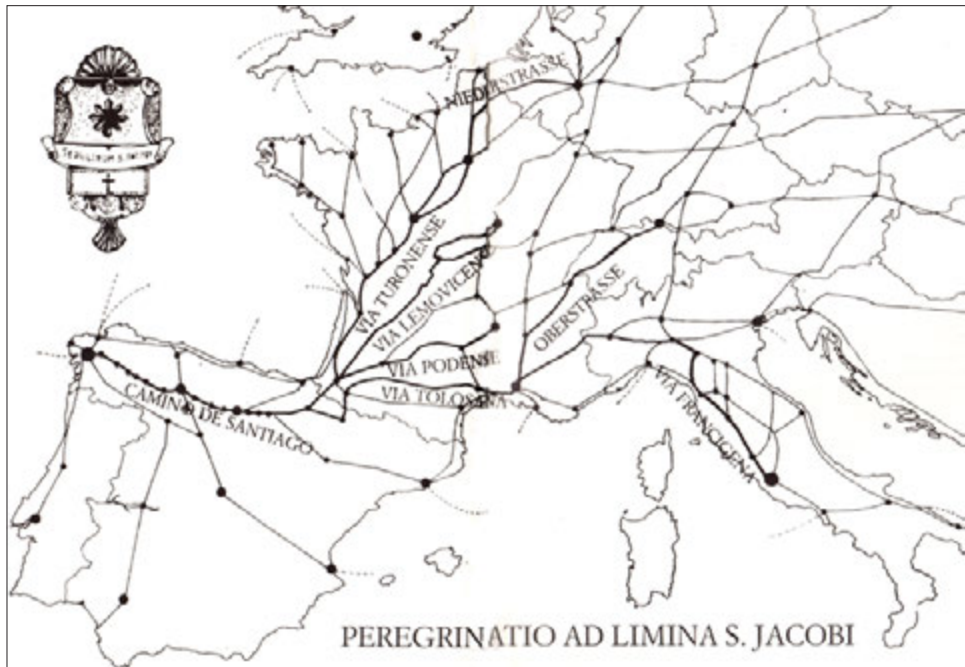 NIEDERSTRASSE
VIA TURONENSE
VIA LEMOVICENSE
OBERSTRASSE
VIA PODENSE
VIA TOLOSANA
CAMINO DE SANTIAGO
VIA FRANCIGENA
PEREGRINATIO AD LIMINA S. JACOBI